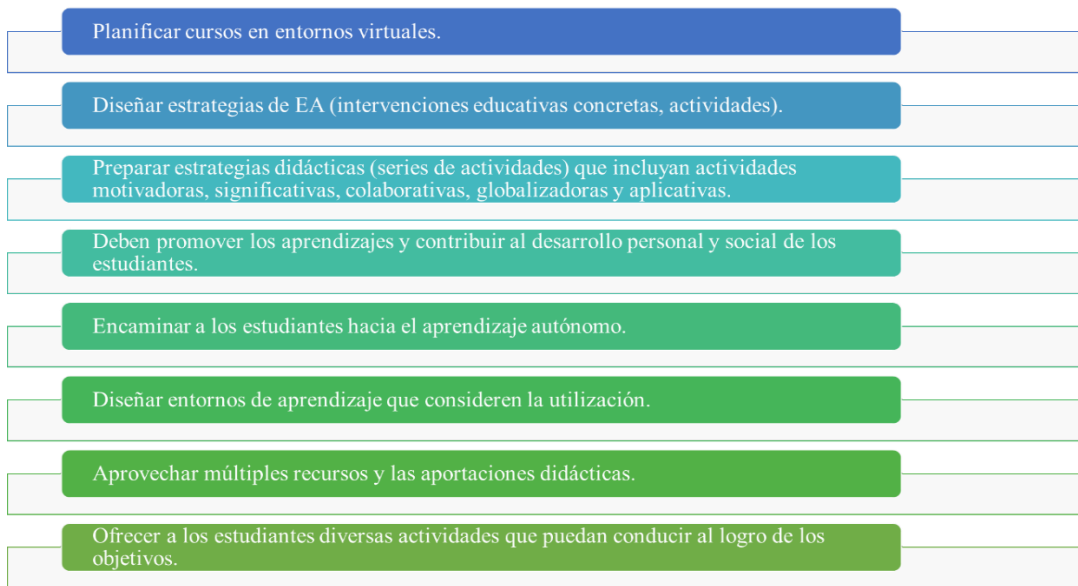 Planificar cursos en entornos virtuales.
Diseñar estrategias de EA (intervenciones educativas concretas, actividades).
Preparar estrategias didácticas (series de actividades) que incluyan actividades
motivadoras, significativas, colaborativas, globalizadoras y aplicativas.
Deben promover los aprendizajes y contribuir al desarrollo personal y social de los
estudiantes.
Encaminar a los estudiantes hacia el aprendizaje autónomo.
Diseñar entornos de aprendizaje que consideren la utilización.
Aprovechar múltiples recursos y las aportaciones didácticas.
Ofrecer a los estudiantes diversas actividades que puedan conducir al logro de los
objetivos.